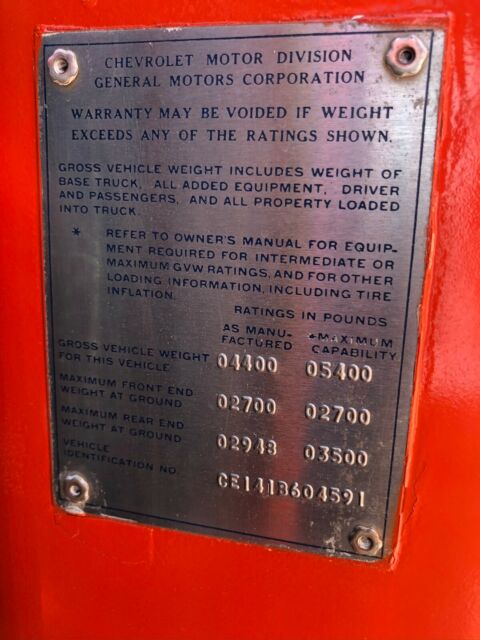 CHEVROLET MOTOR DIVISION
GENERAL MOTORS CORPORATION
WARRANTY MAY BE VOIDED IF WEIGHT
EXCEEDS ANY OF THE RATINGS SHOWN.
GROSS VEHICLE WEIGHT INCLUDES WEIGHT OF
BASE TRUCK, ALL ADDED EQUIPMENT, DRIVER
AND PASSENGERS, AND ALL PROPERTY LOADED
INTO TRUCK.
* REFER TO OWNER'S MANUAL FOR EQUIP-
MENT REQUIRED FOR INTERMEDIATE OR
MAXIMUM GVW RATINGS, AND FOR OTHER
LOADING INFORMATION, INCLUDING TIRE
INFLATION.
RATINGS IN POUNDS
AS MANU- *MAXIMUM
FACTURED CAPABILITY
GROSS VEHICLE WEIGHT
FOR THIS VEHICLE 04400 05400
MAXIMUM FRONT END
WEIGHT AT GROUND 02700 02700
MAXIMUM REAR END
WEIGHT AT GROUND 02948 03500
VEHICLE
IDENTIFICATION NO. CE141B604591